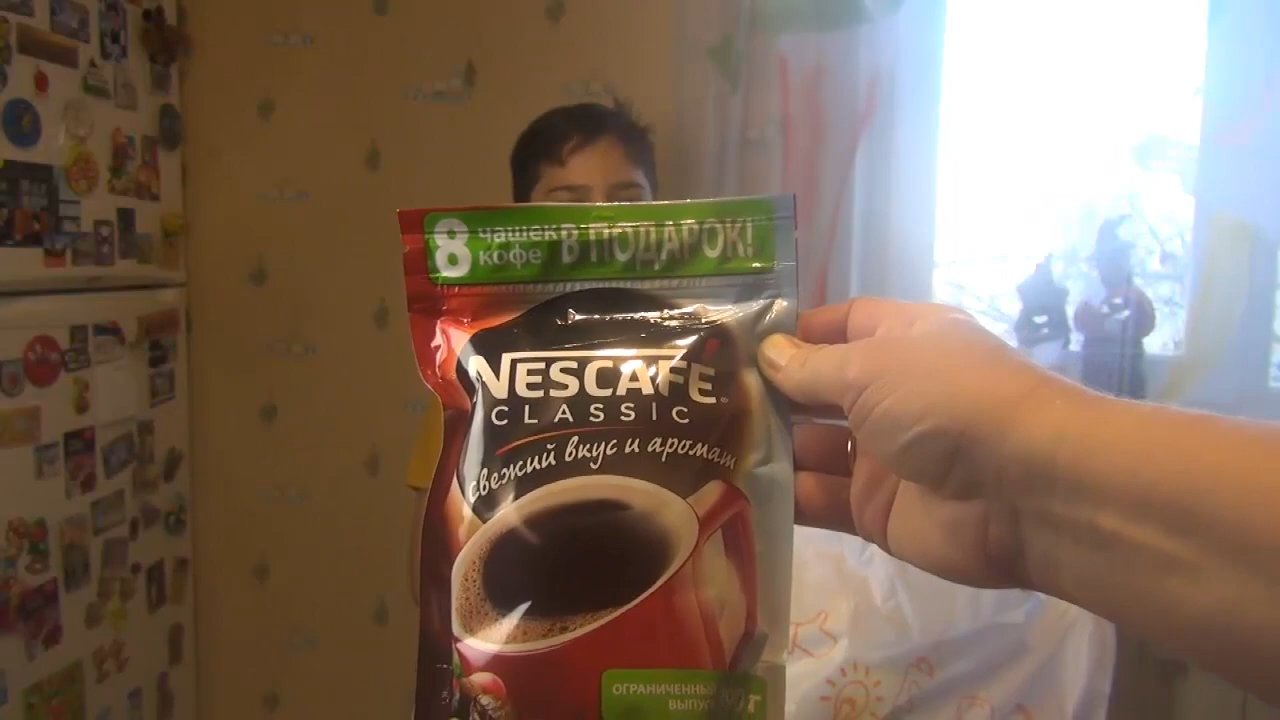 8 чашек кофе В ПОДАРОК!
NESCAFÉ
CLASSIC
свежий вкус и аромат
ОГРАНИЧЕННЫЙ
ВЫПУСК